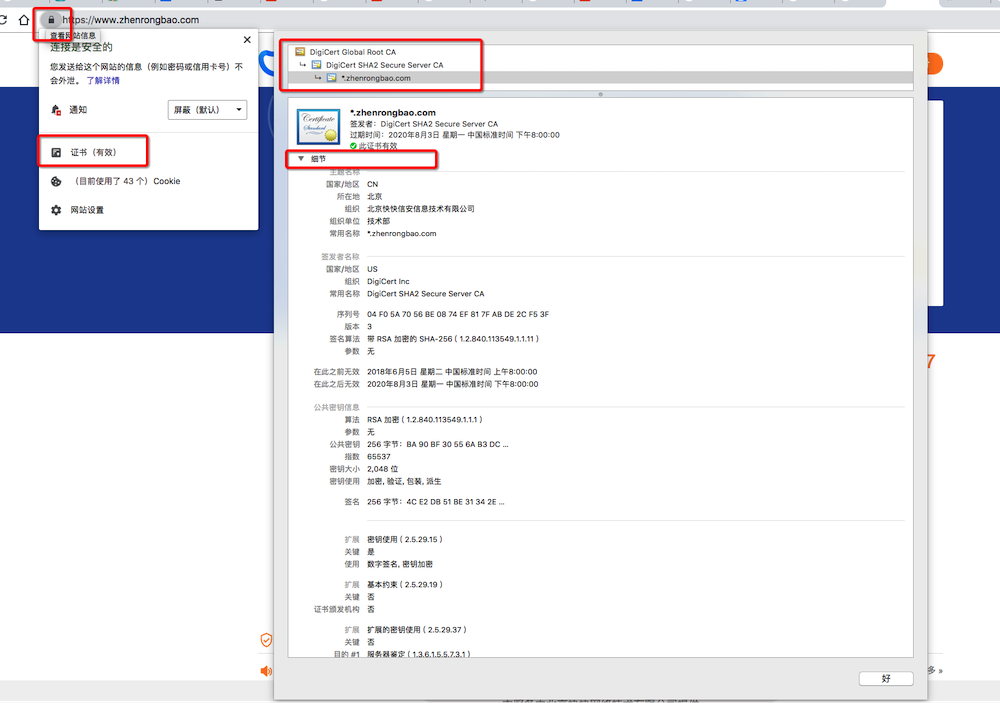 https://www.zhenrongbao.com
查看网站信息
连接是安全的
您发送给这个网站的信息（例如密码或信用卡号）不
会外泄。 了解详情
通知
屏蔽（默认）
证书（有效）
（目前使用了 43 个）Cookie
网站设置
DigiCert Global Root CA
DigiCert SHA2 Secure Server CA
*.zhenrongbao.com
Certificate
Standard
*.zhenrongbao.com
签发者：DigiCert SHA2 Secure Server CA
过期时间：2020年8月3日 星期一 中国标准时间 下午8:00:00
此证书有效
细节
主题名称
国家/地区 CN
所在地 北京
组织 北京快快信安信息技术有限公司
组织单位 技术部
常用名称 *.zhenrongbao.com
签发者名称
国家/地区 US
组织 DigiCert Inc
常用名称 DigiCert SHA2 Secure Server CA
序列号 04 F0 5A 70 56 BE 08 74 EF 81 7F AB DE 2C F5 3F
版本 3
签名算法 带 RSA 加密的 SHA-256 ( 1.2.840.113549.1.1.11 )
参数 无
在此之前无效 2018年6月5日 星期二 中国标准时间 上午8:00:00
在此之后无效 2020年8月3日 星期一 中国标准时间 下午8:00:00
公共密钥信息
算法 RSA 加密 ( 1.2.840.113549.1.1.1 )
参数 无
公共密钥 256 字节：BA 90 BF 30 55 6A B3 DC ...
指数 65537
密钥大小 2,048 位
密钥使用 加密, 验证, 包装, 派生
签名 256 字节：4C E2 DB 51 BE 31 34 2E ...
扩展 密钥使用 ( 2.5.29.15 )
关键 是
使用 数字签名, 密钥加密
扩展 基本约束 ( 2.5.29.19 )
关键 否
证书颁发机构 否
扩展 扩展的密钥使用 ( 2.5.29.37 )
关键 否
目的 #1 服务器鉴定 ( 1.3.6.1.5.5.7.3.1 )
好
7
多 »